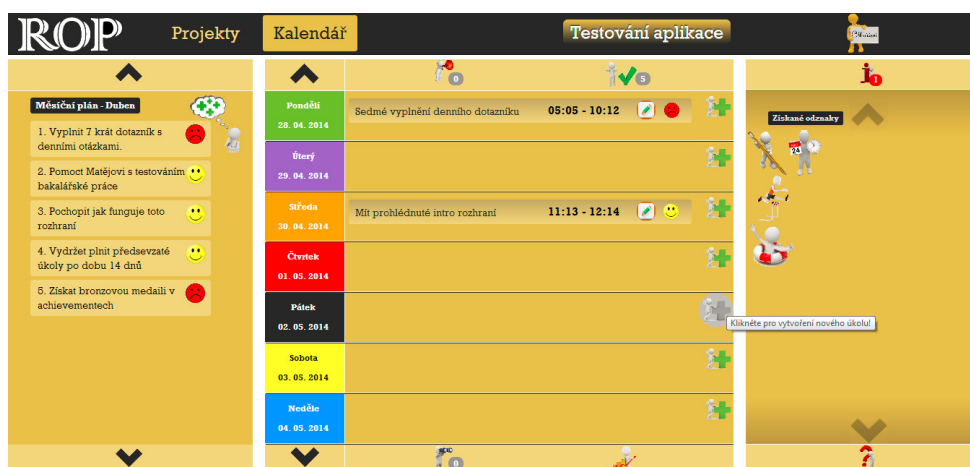 ROP
Projekty
Kalendář
Testování aplikace
0
5
0
Měsíční plán - Duben
1. Vyplnit 7 krát dotazník s
denními otázkami.
2. Pomoct Matějovi s testováním
bakalářské práce
3. Pochopit jak funguje toto
rozhraní
4. Vydržet plnit předsevzaté
úkoly po dobu 14 dnů
5. Získat bronzovou medaili v
achievementech
Pondělí
28. 04. 2014
Sedmé vyplnění denního dotazníku
05:05 - 10:12
Úterý
29. 04. 2014
Středa
30. 04. 2014
Mít prohlédnuté intro rozhraní
11:13 - 12:14
Čtvrtek
01. 05. 2014
Pátek
02. 05. 2014
Klikněte pro vytvoření nového úkolu!
Sobota
03. 05. 2014
Neděle
04. 05. 2014
0
Získané odznaky
24